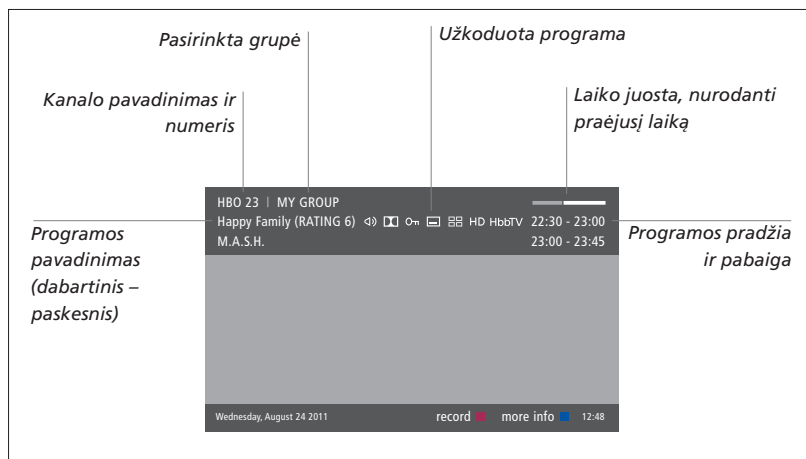 Pasirinkta grupė
Užkoduota programa
Kanalo pavadinimas ir
numeris
Laiko juosta, nurodanti
praėjusį laiką
HBO 23 | MY GROUP
Happy Family (RATING 6) HD HbbTV 22:30 - 23:00
M.A.S.H. 23:00 - 23:45
Programos
pavadinimas
(dabartinis –
paskesnis)
Programos pradžia
ir pabaiga
Wednesday, August 24 2011 record more info 12:48